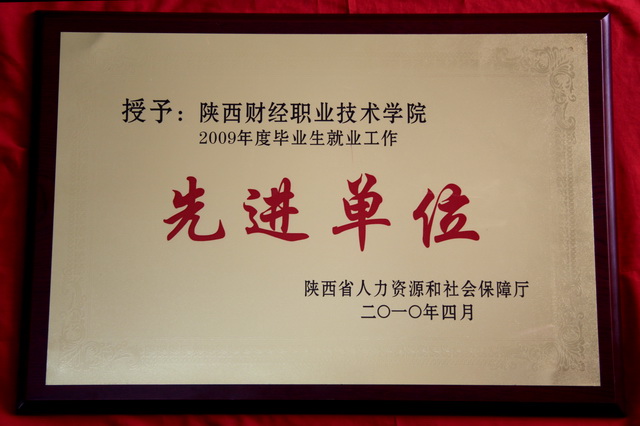 授予：陕西财经职业技术学院
2009年度毕业生就业工作
先进单位
陕西省人力资源和社会保障厅
二〇一〇年四月